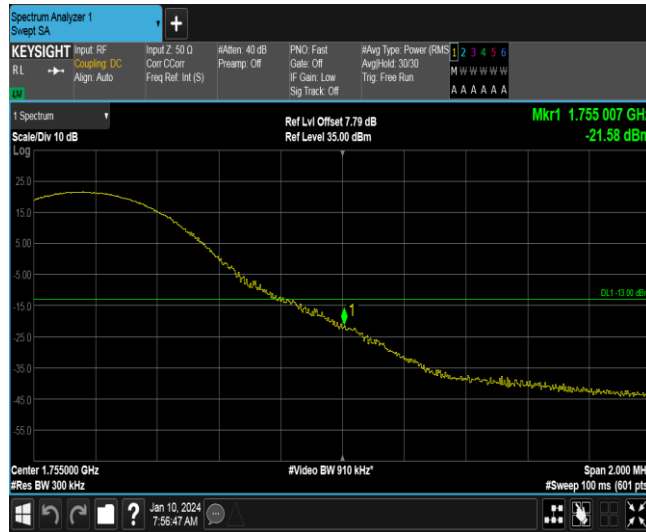 Spectrum Analyzer 1
Swept SA
+
KEYSIGHT Input: RF Input Z: 50 Ω #Atten: 40 dB PNO: Fast #Avg Type: Power (RMS 1 2 3 4 5 6
RL Coupling: DC Corr CCorr Preamp: Off Gate: Off Avg|Hold: 30/30 M W W W W W
Align: Auto Freq Ref: Int (S) IF Gain: Low Trig: Free Run
Sig Track: Off A A A A A A
LXI
1 Spectrum Ref Lvl Offset 7.79 dB Mkr1 1.755 007 GHz
Scale/Div 10 dB Ref Level 35.00 dBm -21.58 dBm
Log
25.0
15.0
5.00
-5.00
DL1 -13.00 dBm
-15.0
1
-25.0
-35.0
-45.0
-55.0
Center 1.755000 GHz #Video BW 910 kHz* Span 2.000 MH
#Res BW 300 kHz #Sweep 100 ms (601 pts
? Jan 10, 2024
7:56:47 AM